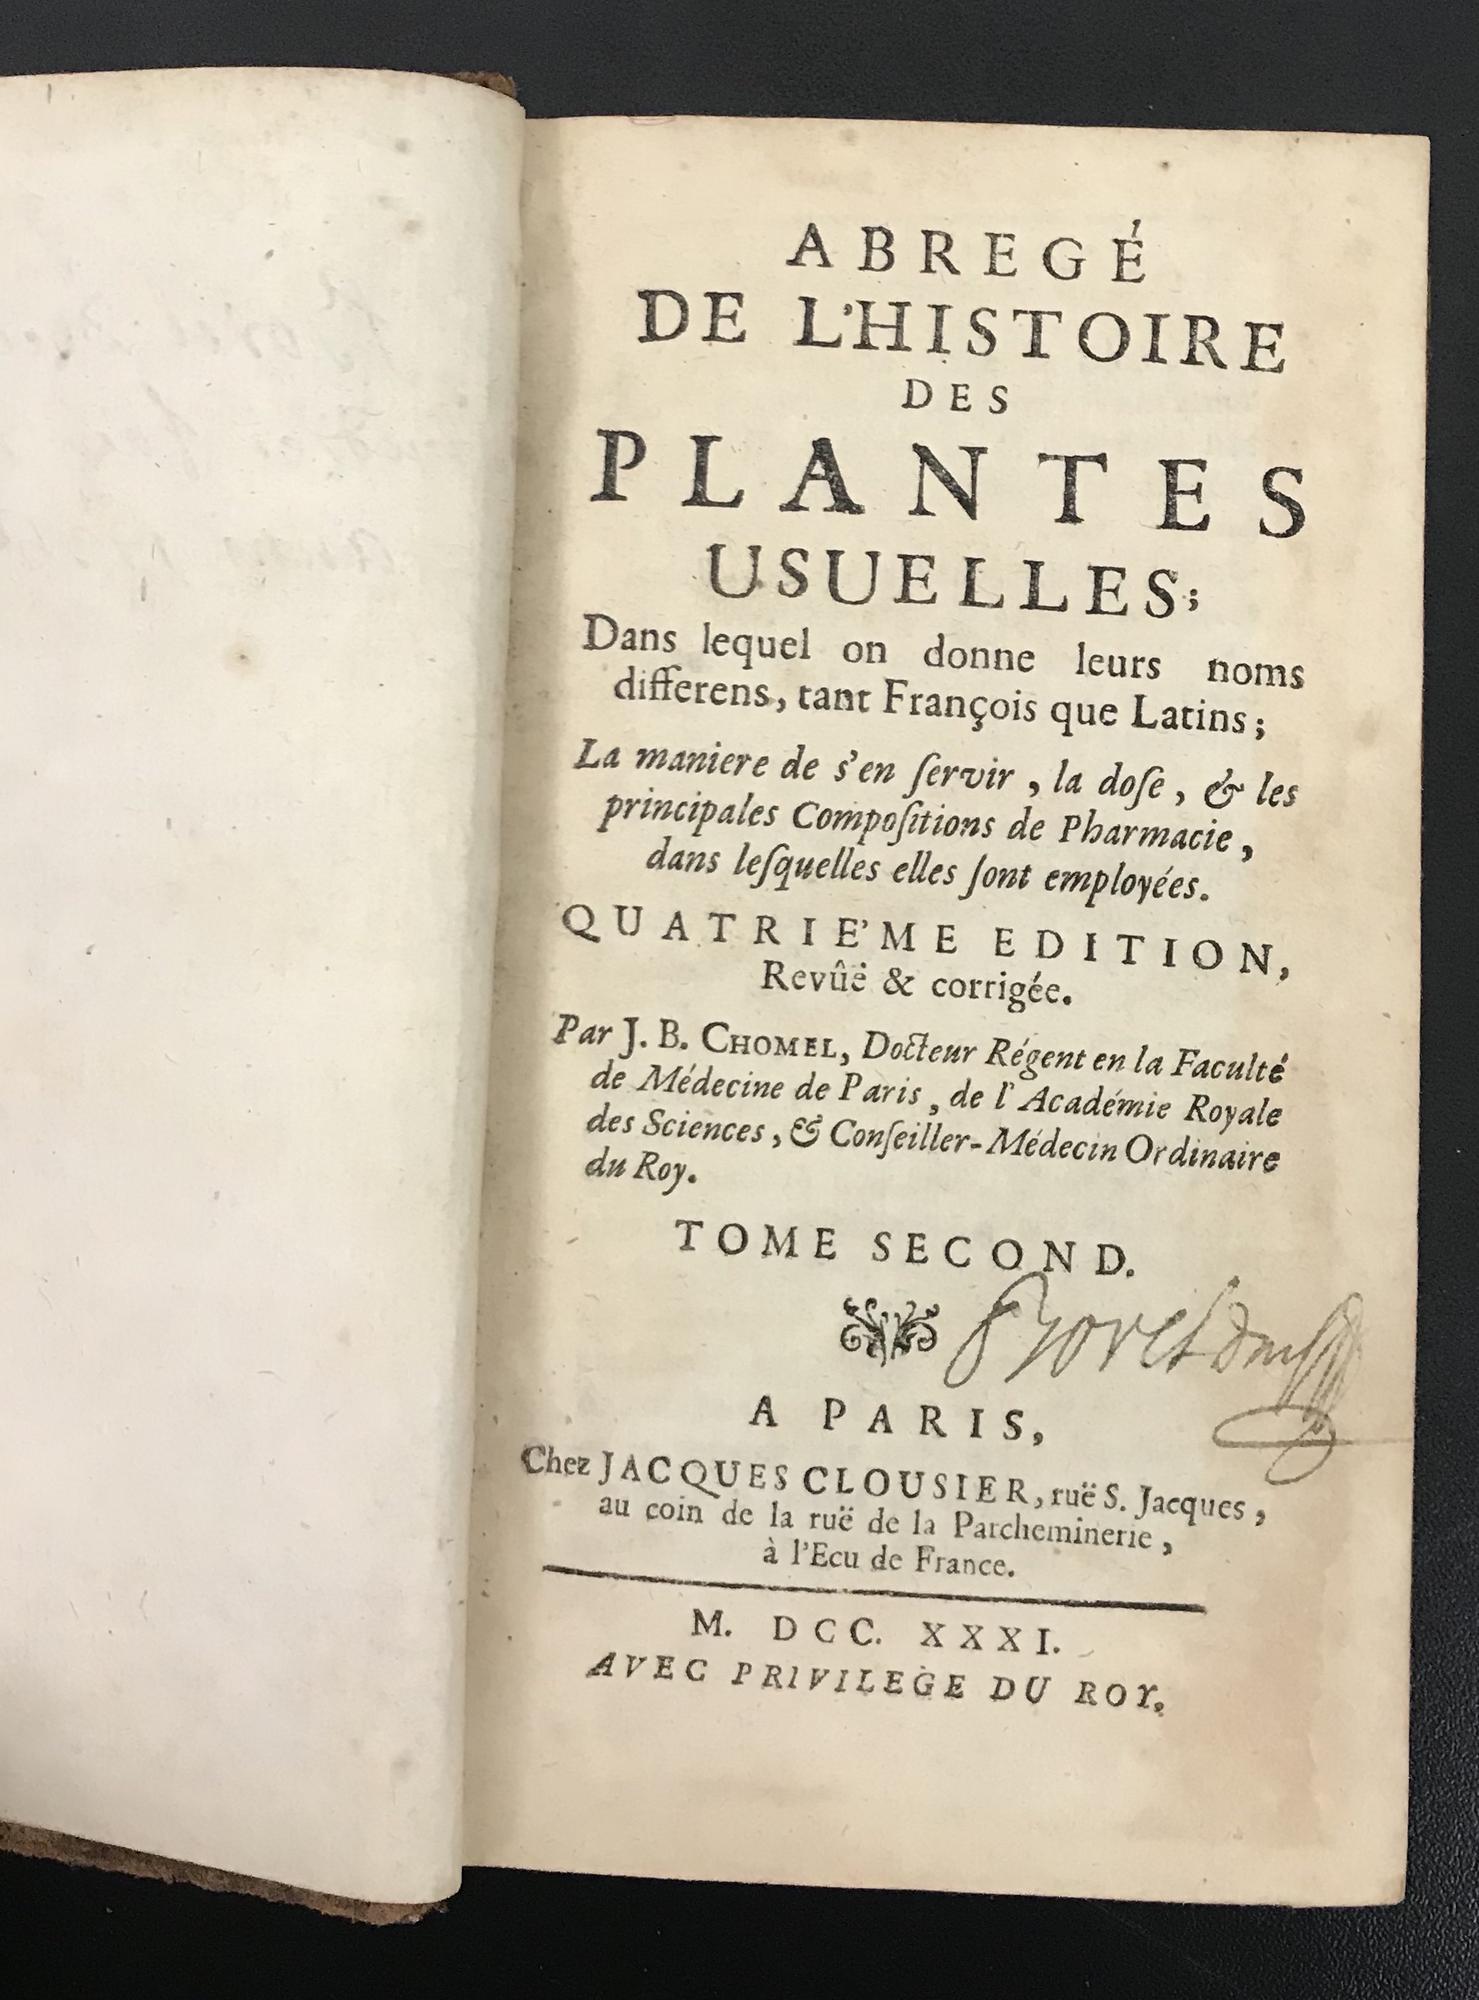 ABREGÉ
DE L'HISTOIRE
DES
PLANTES
USUELLES;
Dans lequel on donne leurs noms
differens, tant François que Latins;
La maniere de s'en ſervir, la doſe, & les
principales Compoſitions de Pharmacie,
dans leſquelles elles ſont employées.
QUATRIE'ME EDITION,
Revûë & corrigée.
Par J. B. CHOMEL, Docteur Régent en la Faculté
de Médecine de Paris, de l'Académie Royale
des Sciences, & Conſeiller-Médecin Ordinaire
du Roy.
TOME SECOND.
A PARIS,
Chez JACQUES CLOUSIER, ruë S. Jacques,
au coin de la ruë de la Parcheminerie,
à l'Ecu de France.
M. DCC. XXXI.
AVEC PRIVILEGE DU ROY.